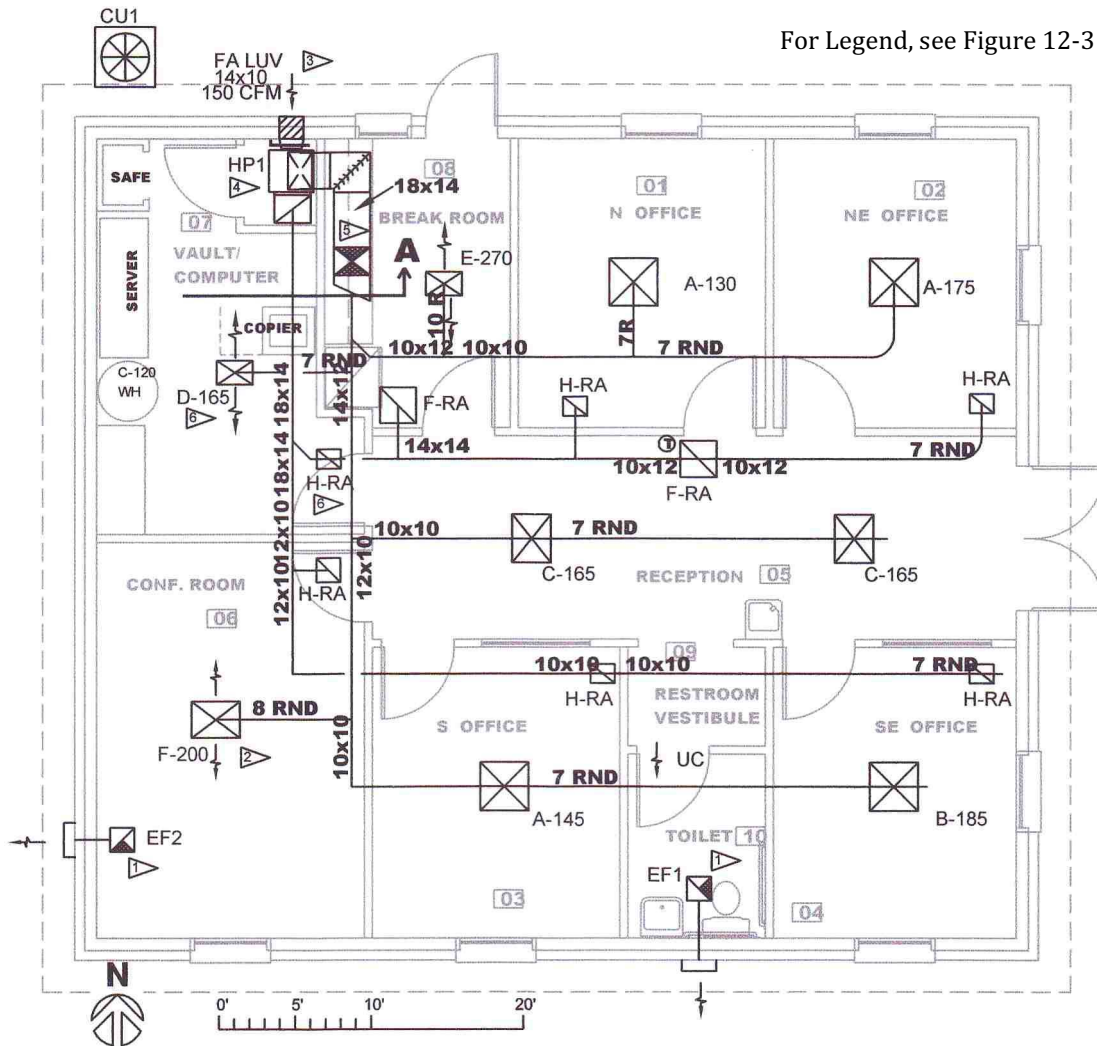 CU1
For Legend, see Figure 12-3
FA LUV
14x10
150 CFM
3
HP1
4
SAFE
07
VAULT/
COMPUTER
SERVER
COPIER
C-120
WH
D-165
6
5
18x14
08
BREAK ROOM
A
E-270
10 R
01
N OFFICE
A-130
7R
02
NE OFFICE
A-175
7 RND
10x12
10x10
7 RND
14x12
18x14
18x14
12x10
12x10
F-RA
14x14
H-RA
6
H-RA
T
10x12
F-RA
10x12
7 RND
H-RA
10x10
7 RND
C-165
C-165
RECEPTION
05
12x10
H-RA
CONF. ROOM
06
8 RND
F-200
2
10x10
10x10
H-RA
10x10
7 RND
H-RA
09
RESTROOM
VESTIBULE
S OFFICE
SE OFFICE
UC
7 RND
A-145
B-185
TOILET
10
EF1
1
EF2
1
03
04
N
0'
5'
10'
20'